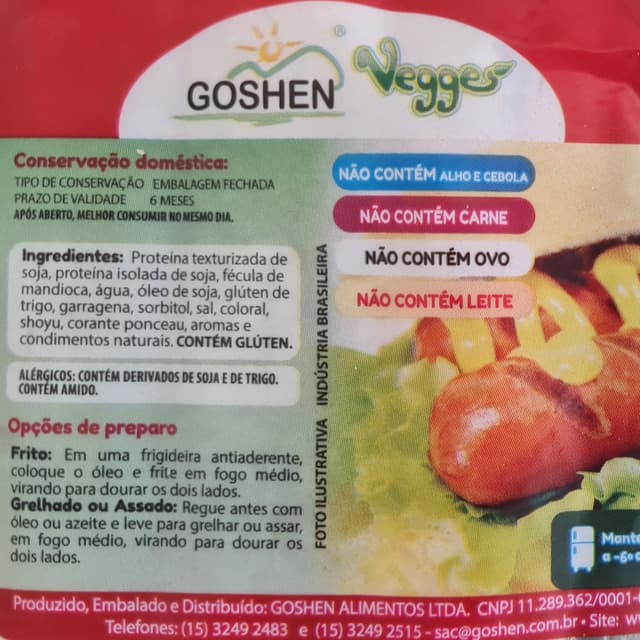 GOSHEN
®
Vegges
Conservação doméstica:
TIPO DE CONSERVAÇÃO EMBALAGEM FECHADA
PRAZO DE VALIDADE 6 MESES
APÓS ABERTO, MELHOR CONSUMIR NO MESMO DIA.
Ingredientes: Proteína texturizada de
soja, proteína isolada de soja, fécula de
mandioca, água, óleo de soja, glúten de
trigo, garragena, sorbitol, sal, coloral,
shoyu, corante ponceau, aromas e
condimentos naturais. CONTÉM GLÚTEN.
ALÉRGICOS: CONTÉM DERIVADOS DE SOJA E DE TRIGO.
CONTÉM AMIDO.
Opções de preparo
Frito: Em uma frigideira antiaderente,
coloque o óleo e frite em fogo médio,
virando para dourar os dois lados.
Grelhado ou Assado: Regue antes com
óleo ou azeite e leve para grelhar ou assar,
em fogo médio, virando para dourar os
dois lados.
FOTO ILUSTRATIVA INDÚSTRIA BRASILEIRA
NÃO CONTÉM ALHO E CEBOLA
NÃO CONTÉM CARNE
NÃO CONTÉM OVO
NÃO CONTÉM LEITE
Mante
a -6o
Produzido, Embalado e Distribuído: GOSHEN ALIMENTOS LTDA. CNPJ 11.289.362/0001-
Telefones: (15) 3249 2483 e (15) 3249 2515 - sac@goshen.com.br • Site: w